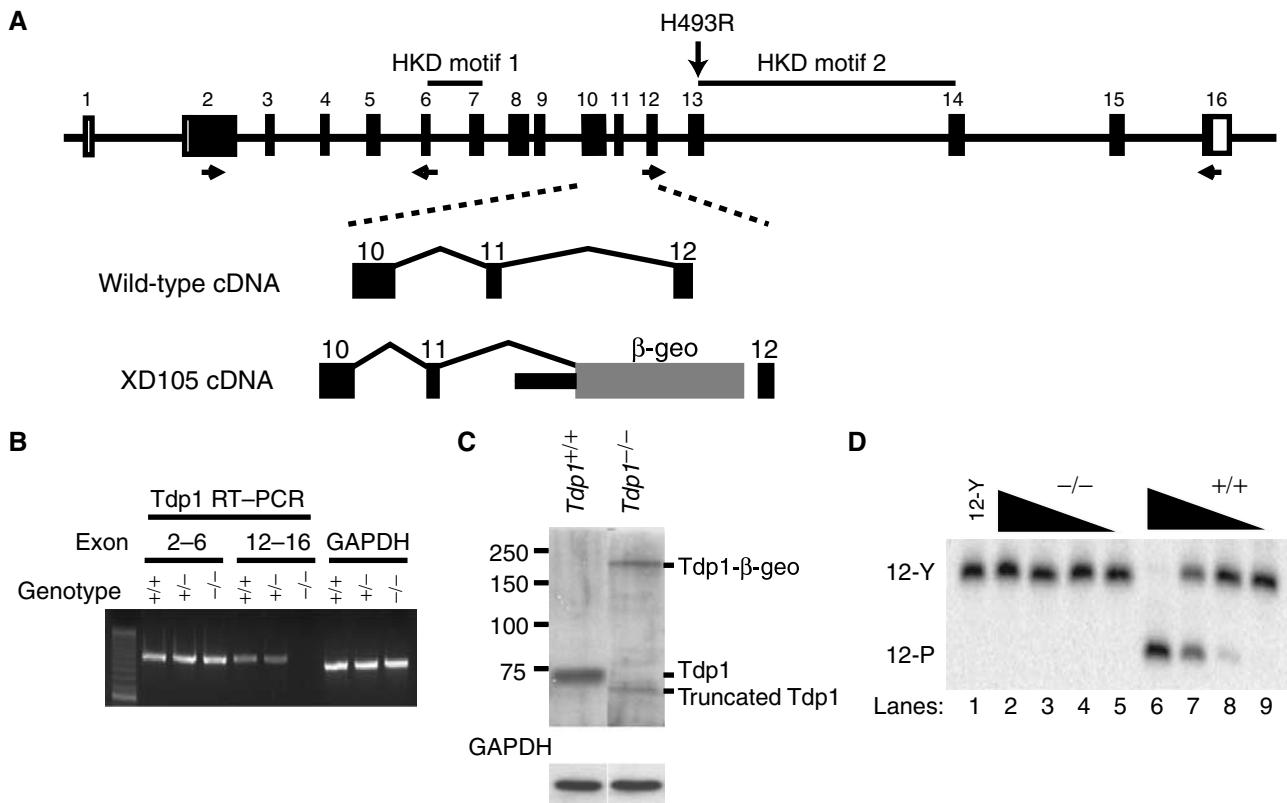 A
H493R
HKD motif 1
HKD motif 2
1 2 3 4 5 6 7 8 9 10 11 12 13 14 15 16
10 11 12
Wild-type cDNA
10 11 β-geo 12
XD105 cDNA
B
Tdp1 RT–PCR
Exon 2–6 12–16 GAPDH
Genotype +/+ +/– –/– +/+ +/– –/– +/+ +/– –/–
C
Tdp1+/+ Tdp1–/–
250
150
100
75
Tdp1-β-geo
Tdp1
Truncated Tdp1
GAPDH
D
12-Y –/– +/+
12-Y
12-P
Lanes: 1 2 3 4 5 6 7 8 9